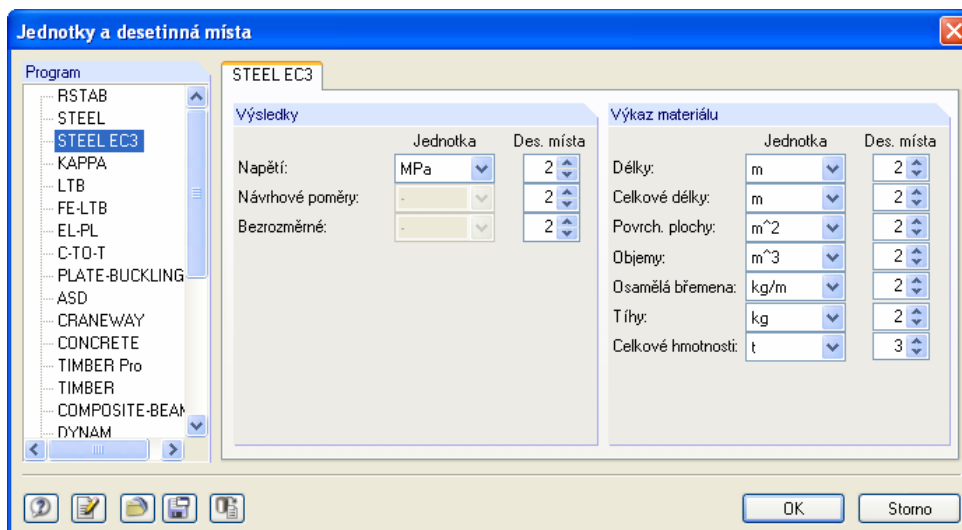 Jednotky a desetinná místa
Program
RSTAB
STEEL
STEEL EC3
KAPPA
LTB
FE-LTB
EL-PL
C-TO-T
PLATE-BUCKLING
ASD
CRANEWAY
CONCRETE
TIMBER Pro
TIMBER
COMPOSITE-BEAM
DYNAM
STEEL EC3
Výsledky
Jednotka Des. místa
Napětí: MPa 2
Návrhové poměry: - 2
Bezrozměrné: - 2
Výkaz materiálu
Jednotka Des. místa
Délky: m 2
Celkové délky: m 2
Povrch. plochy: m^2 2
Objemy: m^3 2
Osamělá břemena: kg/m 2
Tíhy: kg 2
Celkové hmotnosti: t 3
OK Storno